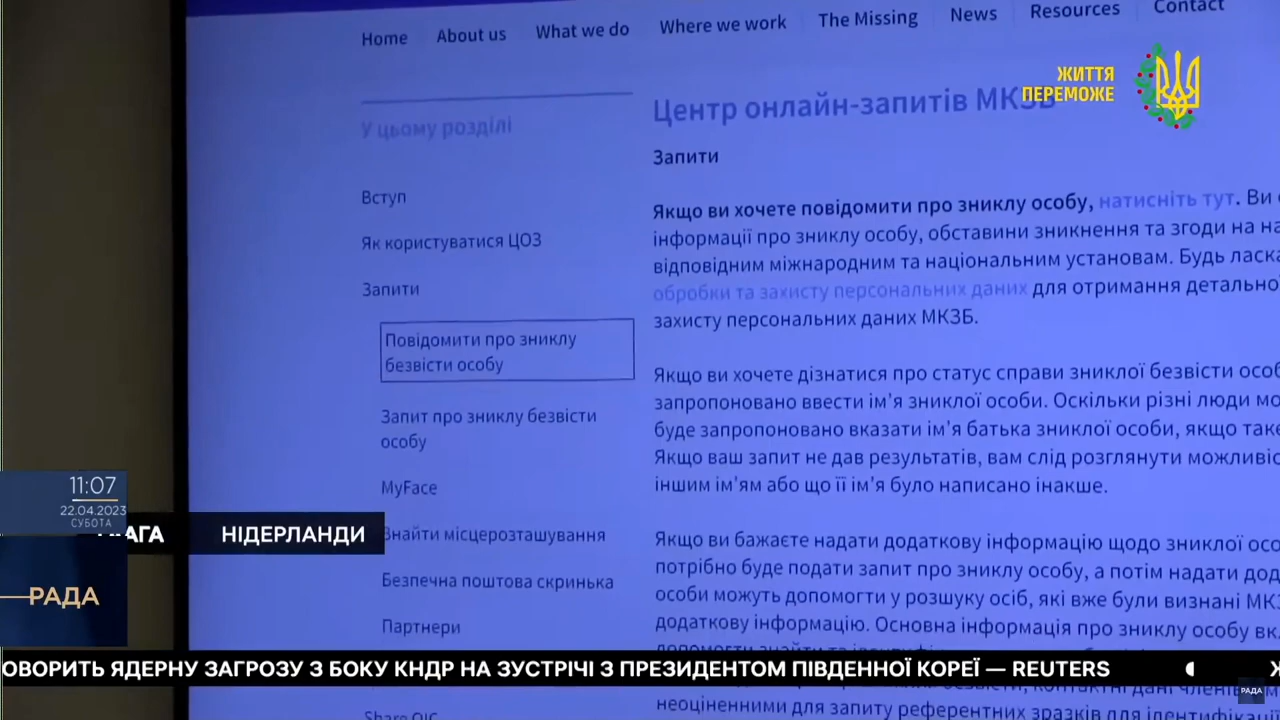 Home About us What we do Where we work The Missing News Resources Contact
ЖИТТЯ
ПЕРЕМОЖЕ
У цьому розділі
Вступ
Як користуватися ЦОЗ
Запити
Повідомити про зниклу
безвісти особу
Запит про зниклу безвісти
особу
MyFace
Знайти місцерозташування
Безпечна поштова скринька
Партнери
Share OIC
Центр онлайн-запитів МКЗБ
Запити
Якщо ви хочете повідомити про зниклу особу, натисніть тут. Ви
інформації про зниклу особу, обставини зникнення та згоди на
відповідним міжнародним та національним установам. Будь
обробки та захисту персональних даних для отримання
захисту персональних даних МКЗБ.
Якщо ви хочете дізнатися про статус справи зниклої безвісти
запропоновано ввести ім'я зниклої особи. Оскільки різні люди
буде запропоновано вказати ім'я батька зниклої особи, якщо
Якщо ваш запит не дав результатів, вам слід розглянути
іншим ім'ям або що її ім'я було написано інакше.
Якщо ви бажаєте надати додаткову інформацію щодо зниклої
потрібно буде подати запит про зниклу особу, а потім надати
особи можуть допомогти у розшуку осіб, які вже були визнані
додаткову інформацію. Основна інформація про зниклу особу
неоціненними для запиту референтних зразків для
11:07
22.04.2023
СУБОТА
НІДЕРЛАНДИ
РАДА
ОВОРИТЬ ЯДЕРНУ ЗАГРОЗУ З БОКУ КНДР НА ЗУСТРІЧІ З ПРЕЗИДЕНТОМ ПІВДЕННОЇ КОРЕЇ — REUTERS
РАДА